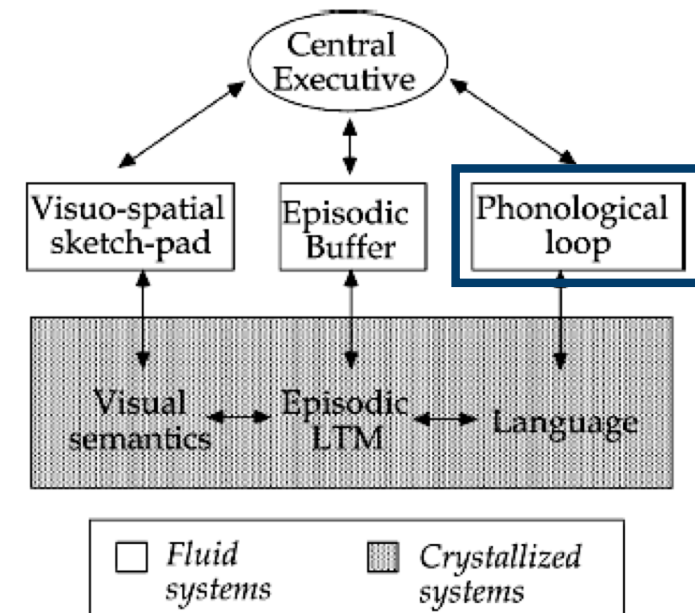 Central
Executive
Visuo-spatial
sketch-pad
Episodic
Buffer
Phonological
loop
Visual
semantics
Episodic
LTM
Language
Fluid
systems
Crystallized
systems